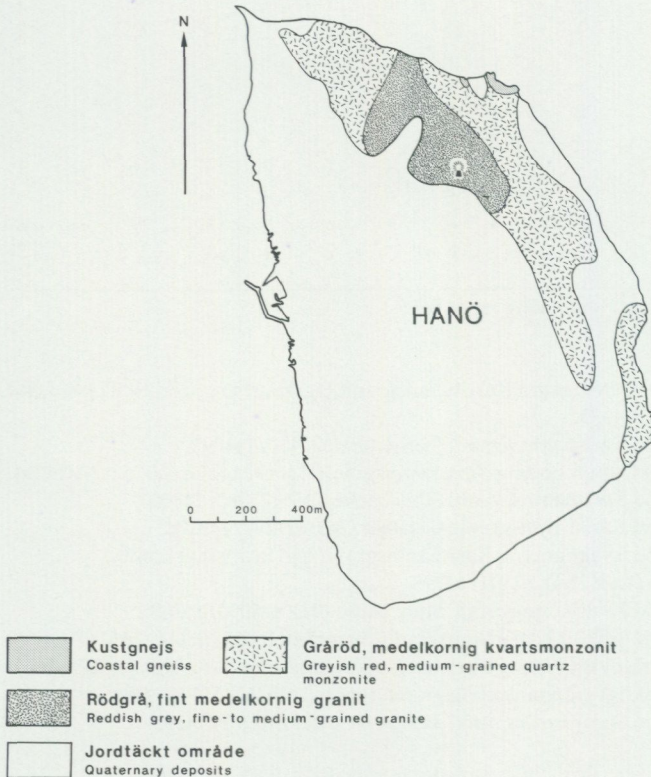 N
HANÖ
0 200 400m
Kustgnejs
Coastal gneiss
Gråröd, medelkornig kvartsmonzonit
Greyish red, medium-grained quartz
monzonite
Rödgrå, fint medelkornig granit
Reddish grey, fine- to medium-grained granite
Jordtäckt område
Quaternary deposits